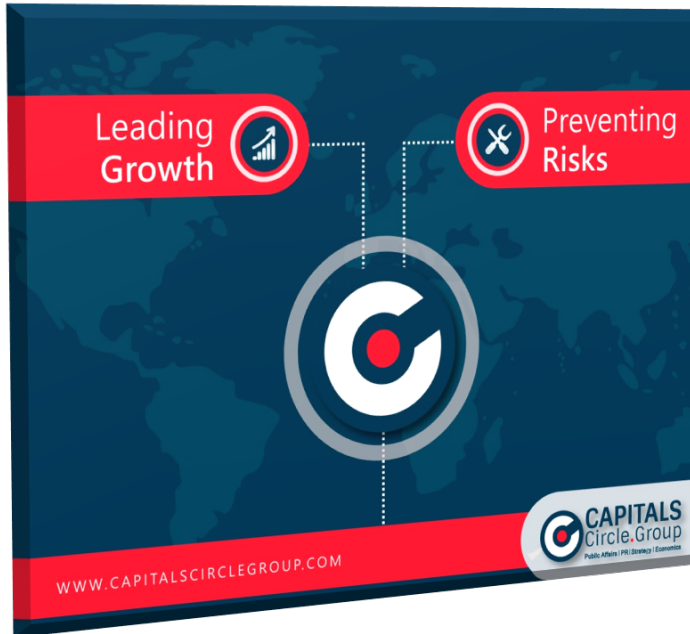 Leading
Growth
Preventing
Risks
CAPITALS
Circle.Group
Public Affairs | PR | Strategy | Economics
WWW.CAPITALSCIRCLEGROUP.COM